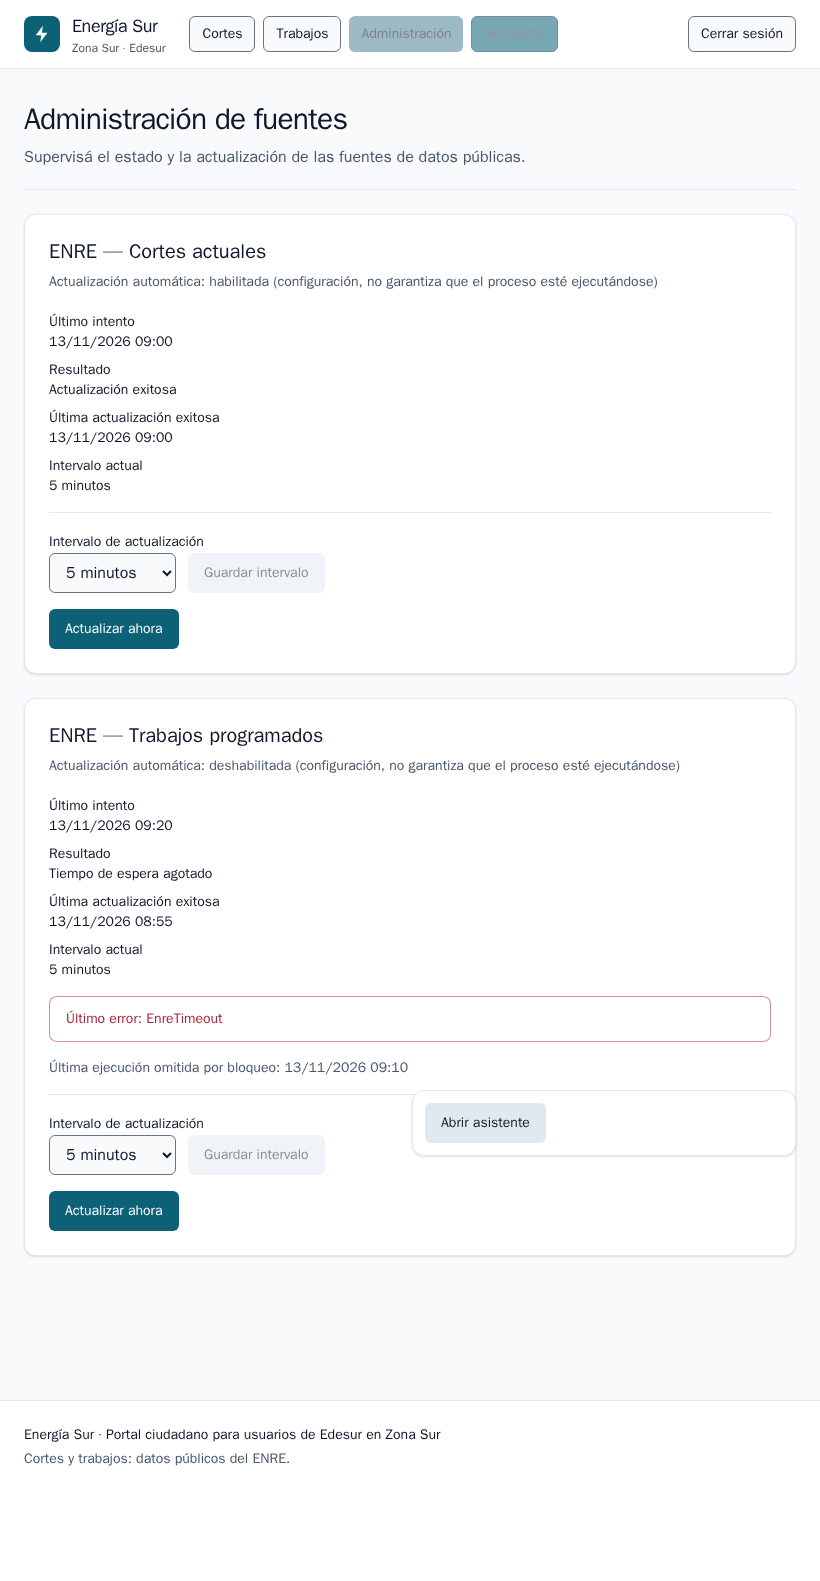 Energía Sur
Zona Sur · Edesur
Cortes
Trabajos
Administración
Mi cuenta
Cerrar sesión
Administración de fuentes
Supervisá el estado y la actualización de las fuentes de datos públicas.
ENRE — Cortes actuales
Actualización automática: habilitada (configuración, no garantiza que el proceso esté ejecutándose)
Último intento
13/11/2026 09:00
Resultado
Actualización exitosa
Última actualización exitosa
13/11/2026 09:00
Intervalo actual
5 minutos
Intervalo de actualización
5 minutos
Guardar intervalo
Actualizar ahora
ENRE — Trabajos programados
Actualización automática: deshabilitada (configuración, no garantiza que el proceso esté ejecutándose)
Último intento
13/11/2026 09:20
Resultado
Tiempo de espera agotado
Última actualización exitosa
13/11/2026 08:55
Intervalo actual
5 minutos
Último error: EnreTimeout
Última ejecución omitida por bloqueo: 13/11/2026 09:10
Intervalo de actualización
Abrir asistente
5 minutos
Guardar intervalo
Actualizar ahora
Energía Sur · Portal ciudadano para usuarios de Edesur en Zona Sur
Cortes y trabajos: datos públicos del ENRE.